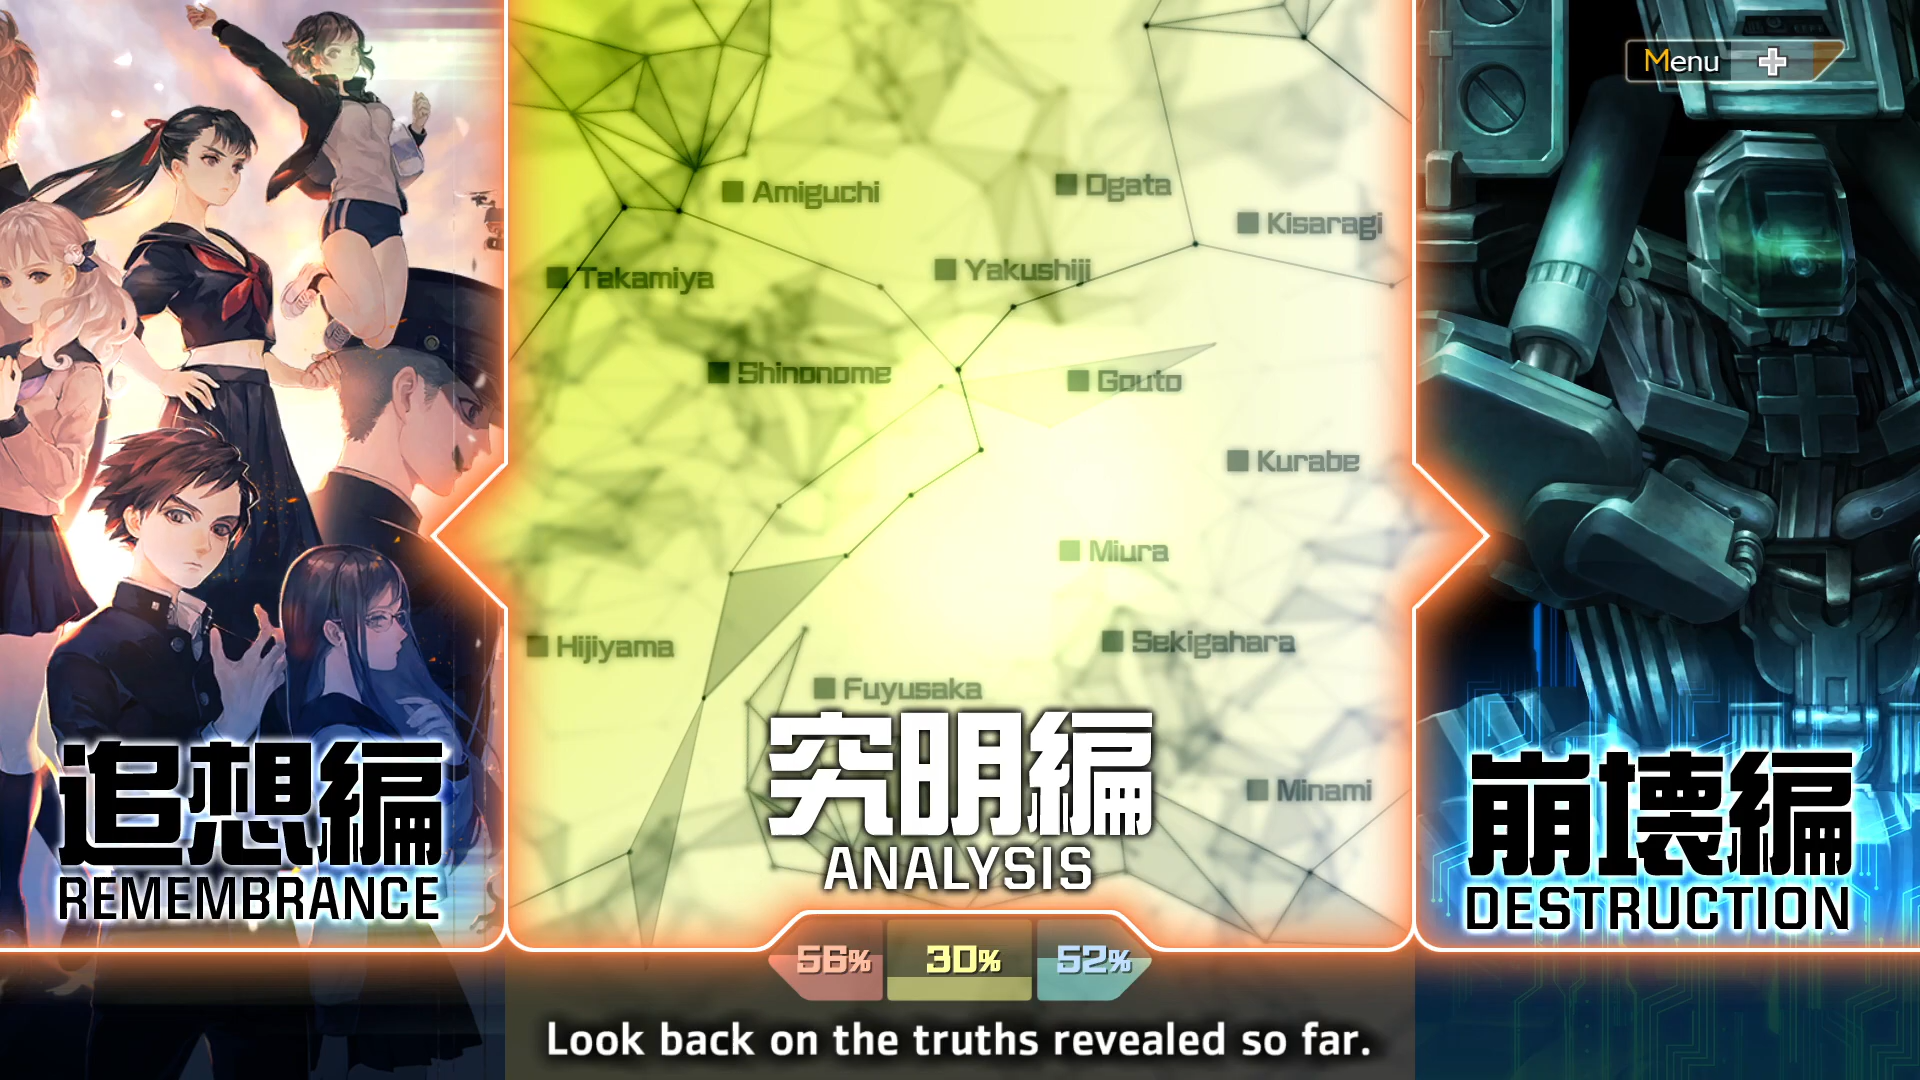 Menu
Amiguchi
Ogata
Kisaragi
Takamiya
Yakushiji
Shinonome
Gouto
Kurabe
Miura
Hijiyama
Sekigahara
Fuyusaka
Minami
追想編
REMEMBRANCE
究明編
ANALYSIS
崩壊編
DESTRUCTION
56% 30% 52%
Look back on the truths revealed so far.